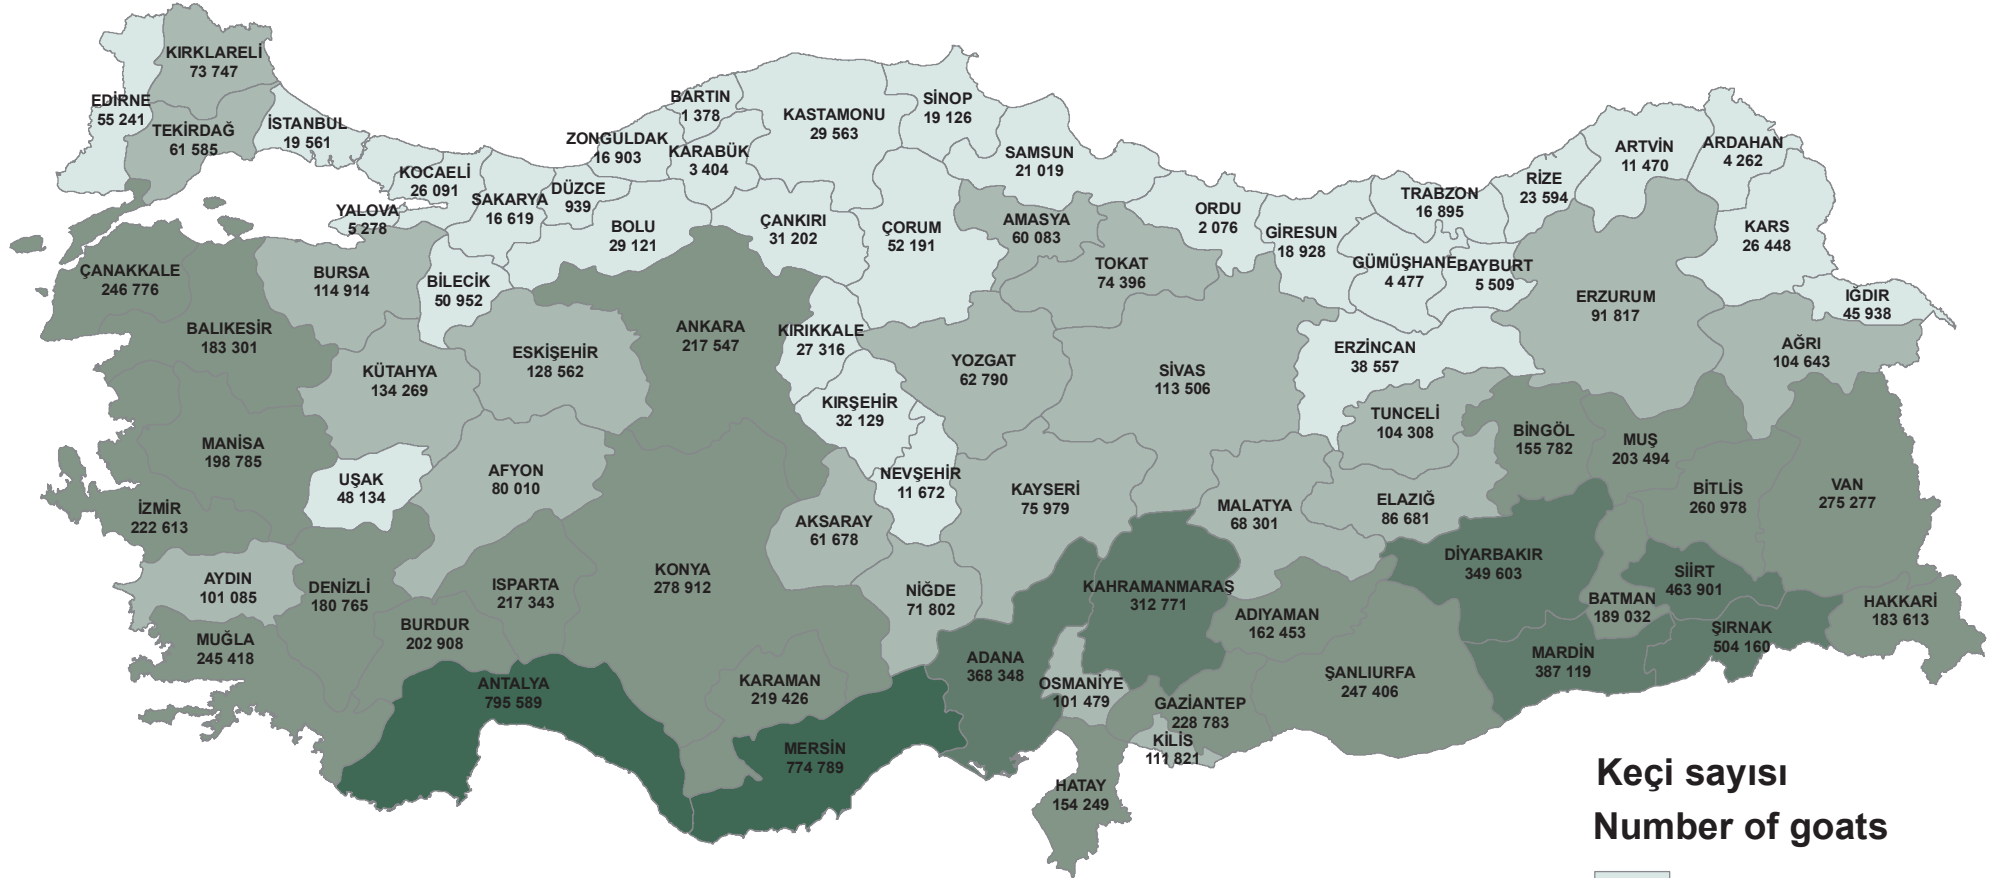 KIRKLARELİ
73 747
EDİRNE
55 241
TEKİRDAĞ
61 585
İSTANBUL
19 561
KOCAELİ
26 091
YALOVA
5 278
SAKARYA
16 619
DÜZCE
939
ZONGULDAK
16 903
BARTIN
1 378
KARABÜK
3 404
KASTAMONU
29 563
SİNOP
19 126
SAMSUN
21 019
BOLU
29 121
ÇANKIRI
31 202
ÇORUM
52 191
AMASYA
60 083
TOKAT
74 396
ORDU
2 076
GİRESUN
18 928
TRABZON
16 895
GÜMÜŞHANE
4 477
BAYBURT
5 509
RİZE
23 594
ARTVİN
11 470
ARDAHAN
4 262
KARS
26 448
IĞDIR
45 938
AĞRI
104 643
ERZURUM
91 817
ERZİNCAN
38 557
ÇANAKKALE
246 776
BALIKESİR
183 301
BURSA
114 914
BİLECİK
50 952
KÜTAHYA
134 269
ESKİŞEHİR
128 562
ANKARA
217 547
KIRIKKALE
27 316
KIRŞEHİR
32 129
YOZGAT
62 790
SİVAS
113 506
TUNCELİ
104 308
BİNGÖL
155 782
MUŞ
203 494
BİTLİS
260 978
VAN
275 277
MANİSA
198 785
UŞAK
48 134
AFYON
80 010
İZMİR
222 613
AYDIN
101 085
DENİZLİ
180 765
ISPARTA
217 343
BURDUR
202 908
MUĞLA
245 418
ANTALYA
795 589
KONYA
278 912
AKSARAY
61 678
NEVŞEHİR
11 672
NİĞDE
71 802
KAYSERİ
75 979
MALATYA
68 301
ELAZIĞ
86 681
DİYARBAKIR
349 603
SİİRT
463 901
BATMAN
189 032
ŞIRNAK
504 160
HAKKARİ
183 613
MARDİN
387 119
ŞANLIURFA
247 406
ADIYAMAN
162 453
KAHRAMANMARAŞ
312 771
ADANA
368 348
OSMANİYE
101 479
GAZİANTEP
228 783
KİLİS
111 821
HATAY
154 249
KARAMAN
219 426
MERSİN
774 789
Keçi sayısı
Number of goats